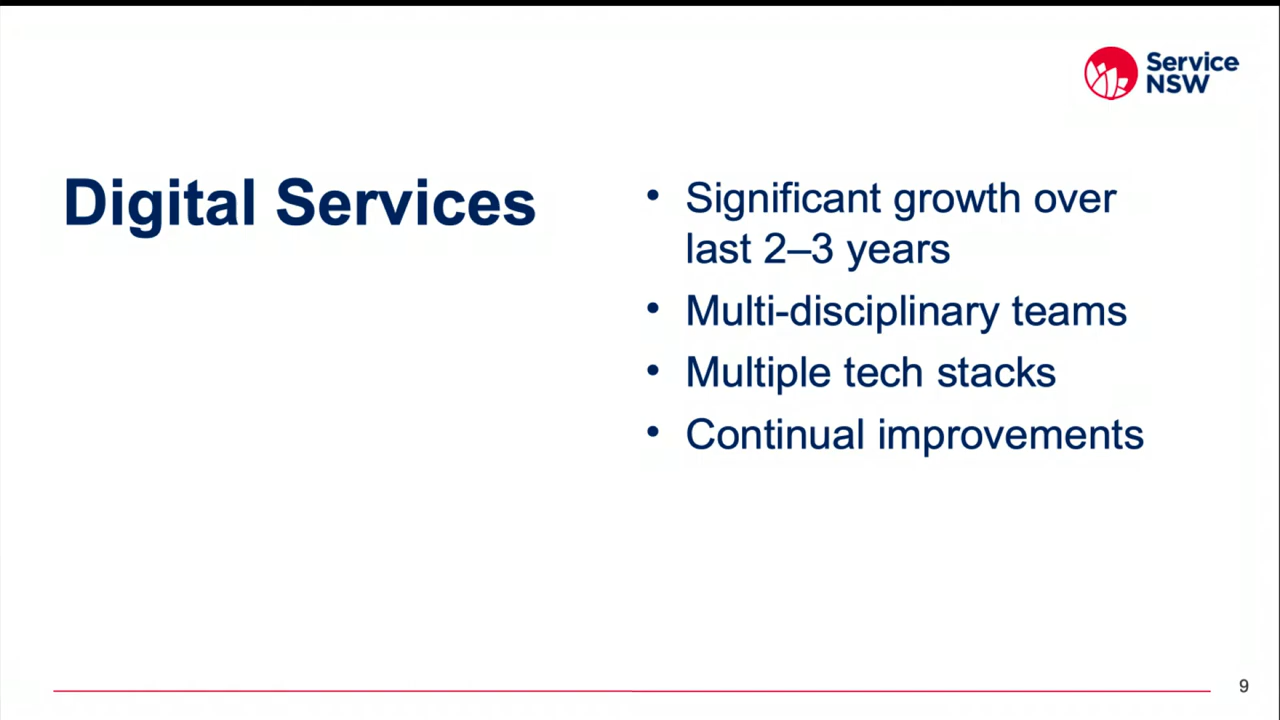 Service
NSW
Digital Services
• Significant growth over
last 2–3 years
• Multi-disciplinary teams
• Multiple tech stacks
• Continual improvements
9